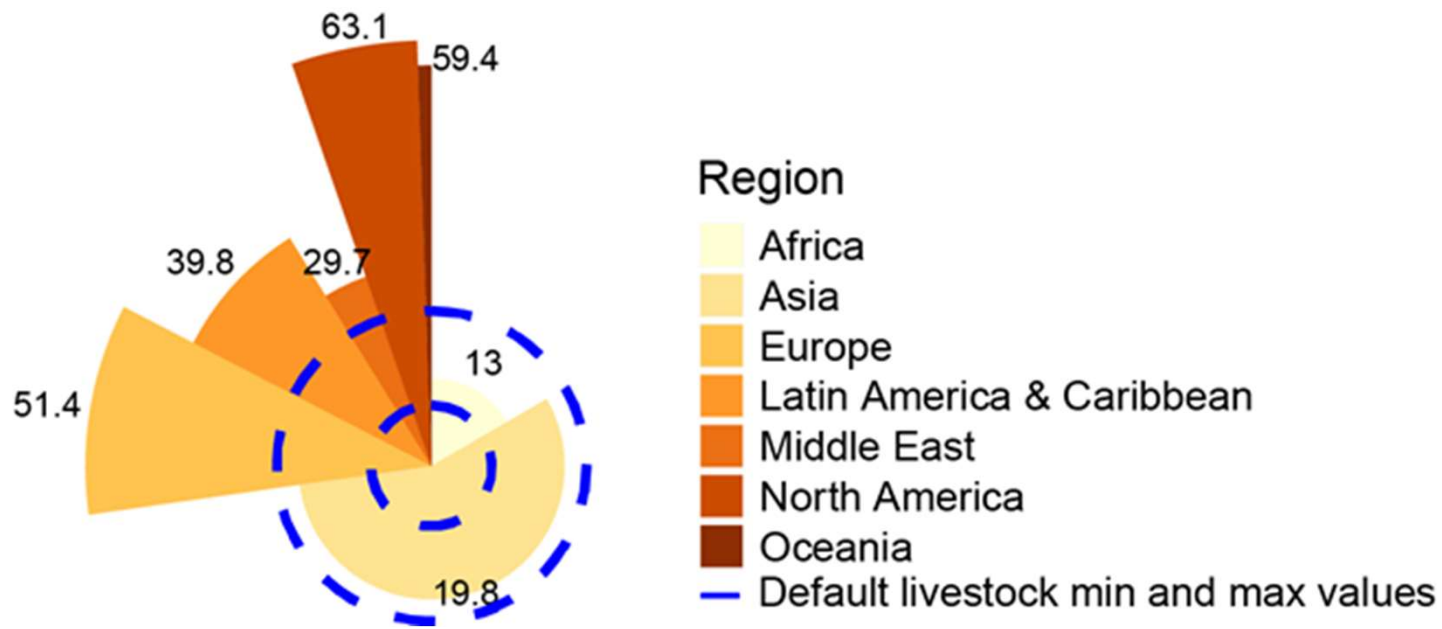 63.1
59.4
39.8
29.7
13
51.4
19.8
Region
Africa
Asia
Europe
Latin America & Caribbean
Middle East
North America
Oceania
Default livestock min and max values